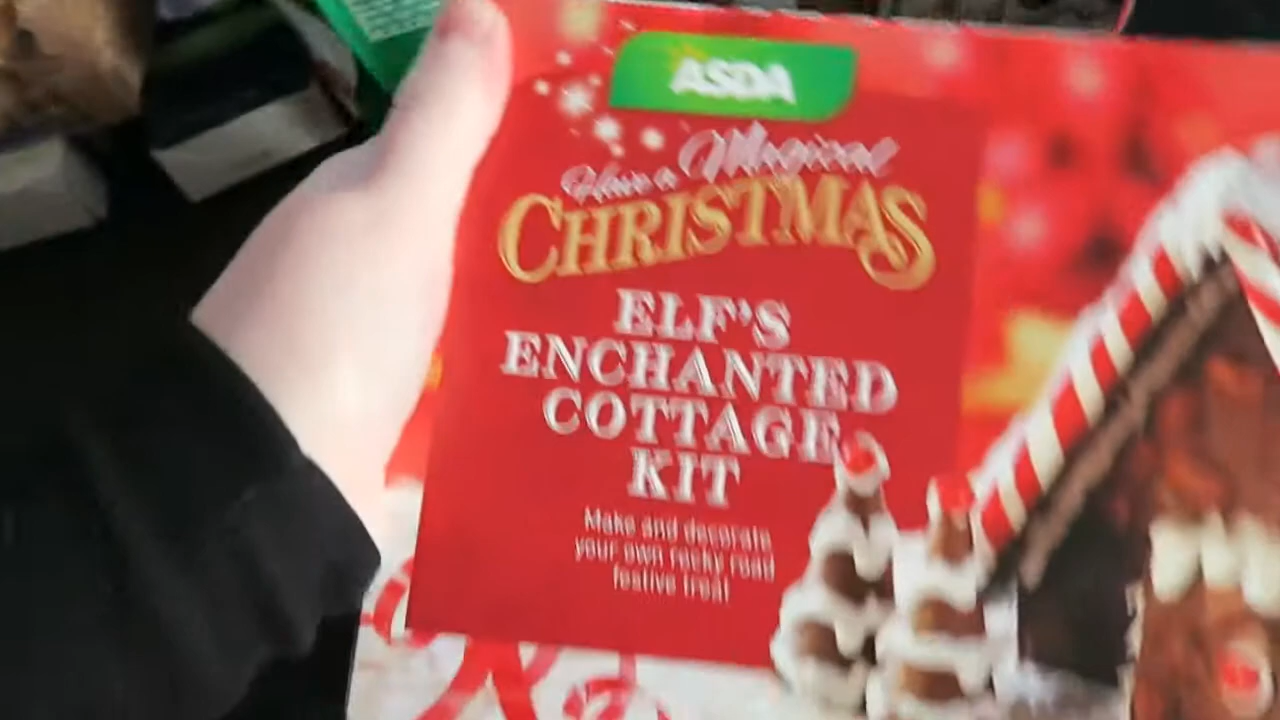 ASDA
Have a Magical
CHRISTMAS
ELF'S
ENCHANTED
COTTAGE
KIT
Make and decorate
your own rocky road
festive treat